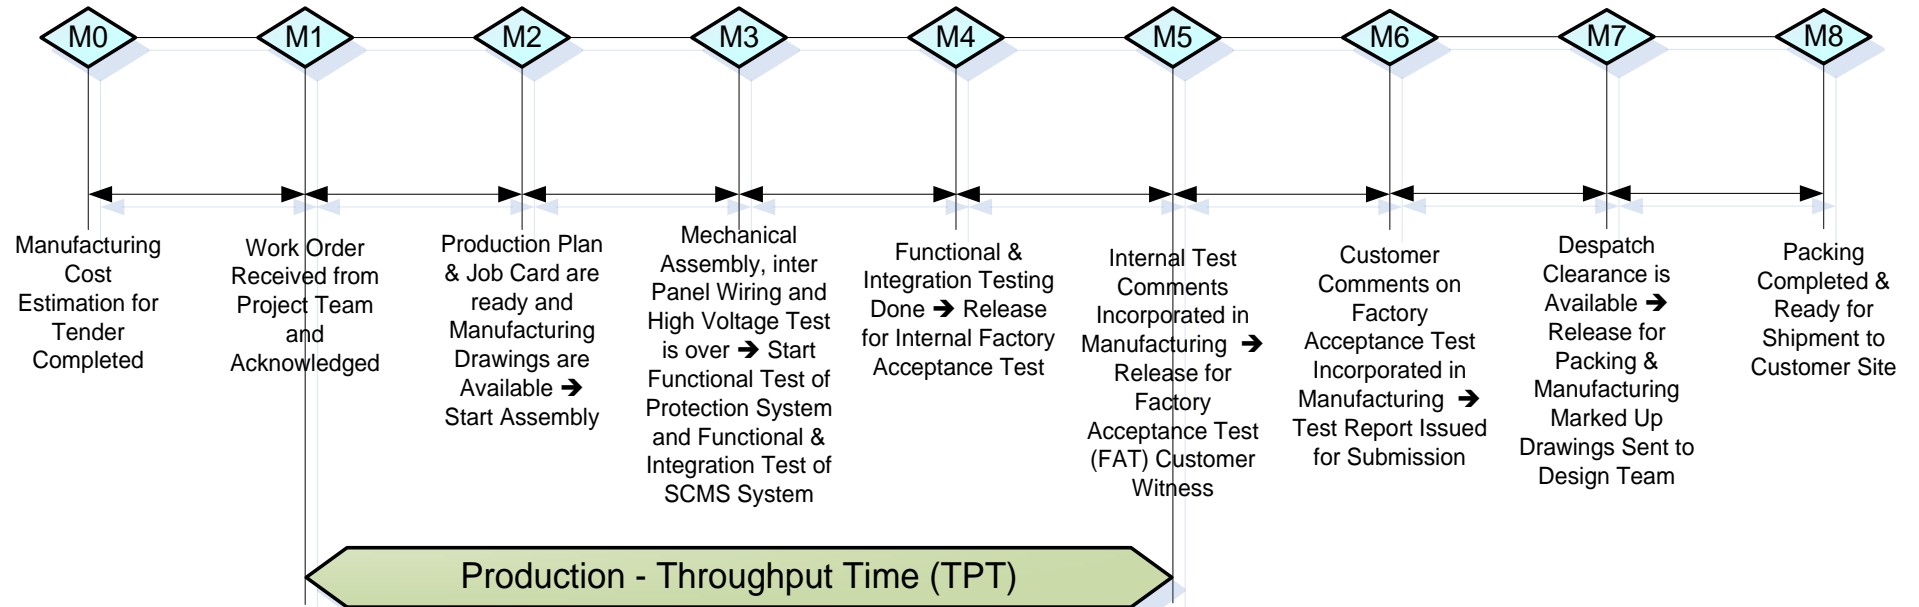 M0
M1
M2
M3
M4
M5
M6
M7
M8
Manufacturing
Cost
Estimation for
Tender
Completed
Work Order
Received from
Project Team
and
Acknowledged
Production Plan
& Job Card are
ready and
Manufacturing
Drawings are
Available ➔
Start Assembly
Mechanical
Assembly, inter
Panel Wiring and
High Voltage Test
is over ➔ Start
Functional Test of
Protection System
and Functional &
Integration Test of
SCMS System
Functional &
Integration Testing
Done ➔ Release
for Internal Factory
Acceptance Test
Internal Test
Comments
Incorporated in
Manufacturing ➔
Release for
Factory
Acceptance Test
(FAT) Customer
Witness
Customer
Comments on
Factory
Acceptance Test
Incorporated in
Manufacturing ➔
Test Report Issued
for Submission
Despatch
Clearance is
Available ➔
Release for
Packing &
Manufacturing
Marked Up
Drawings Sent to
Design Team
Packing
Completed &
Ready for
Shipment to
Customer Site
Production - Throughput Time (TPT)